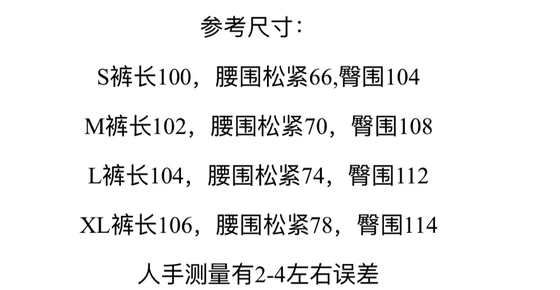 参考尺寸：
S裤长100，腰围松紧66,臀围104
M裤长102，腰围松紧70，臀围108
L裤长104，腰围松紧74，臀围112
XL裤长106，腰围松紧78，臀围114
人手测量有2-4左右误差